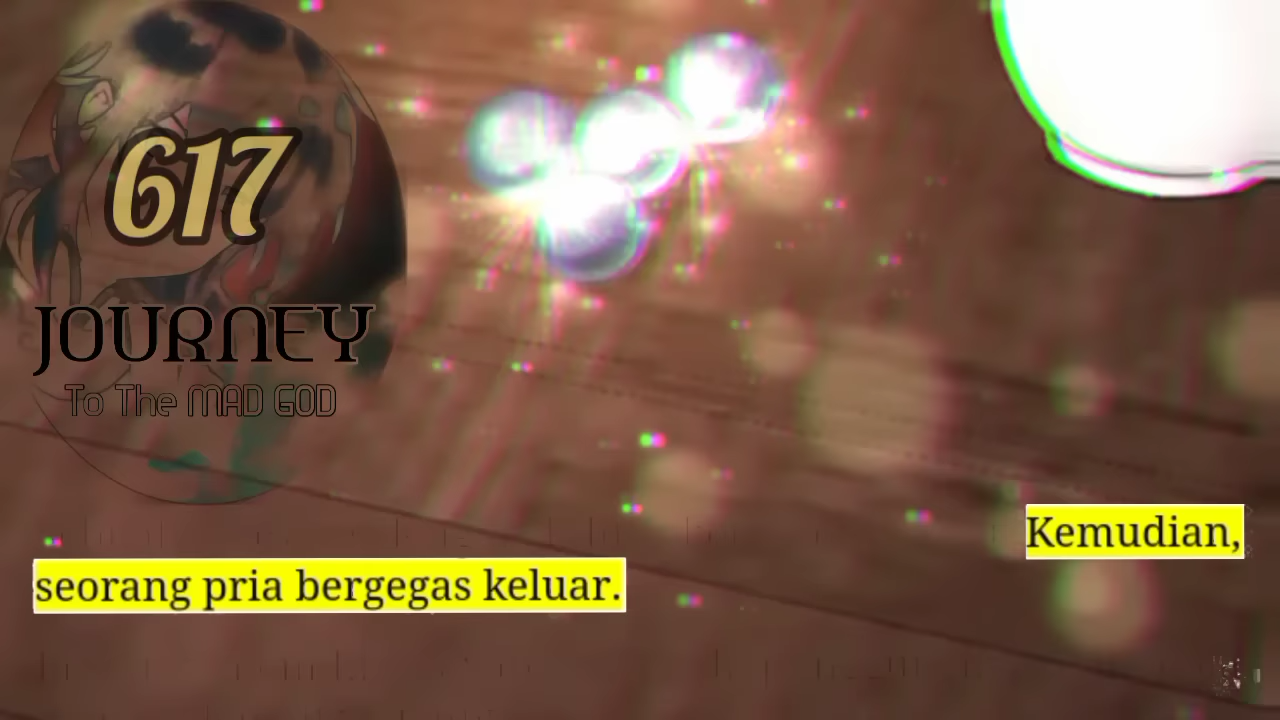 617
JOURNEY
To The MAD GOD
Kemudian,
seorang pria bergegas keluar.